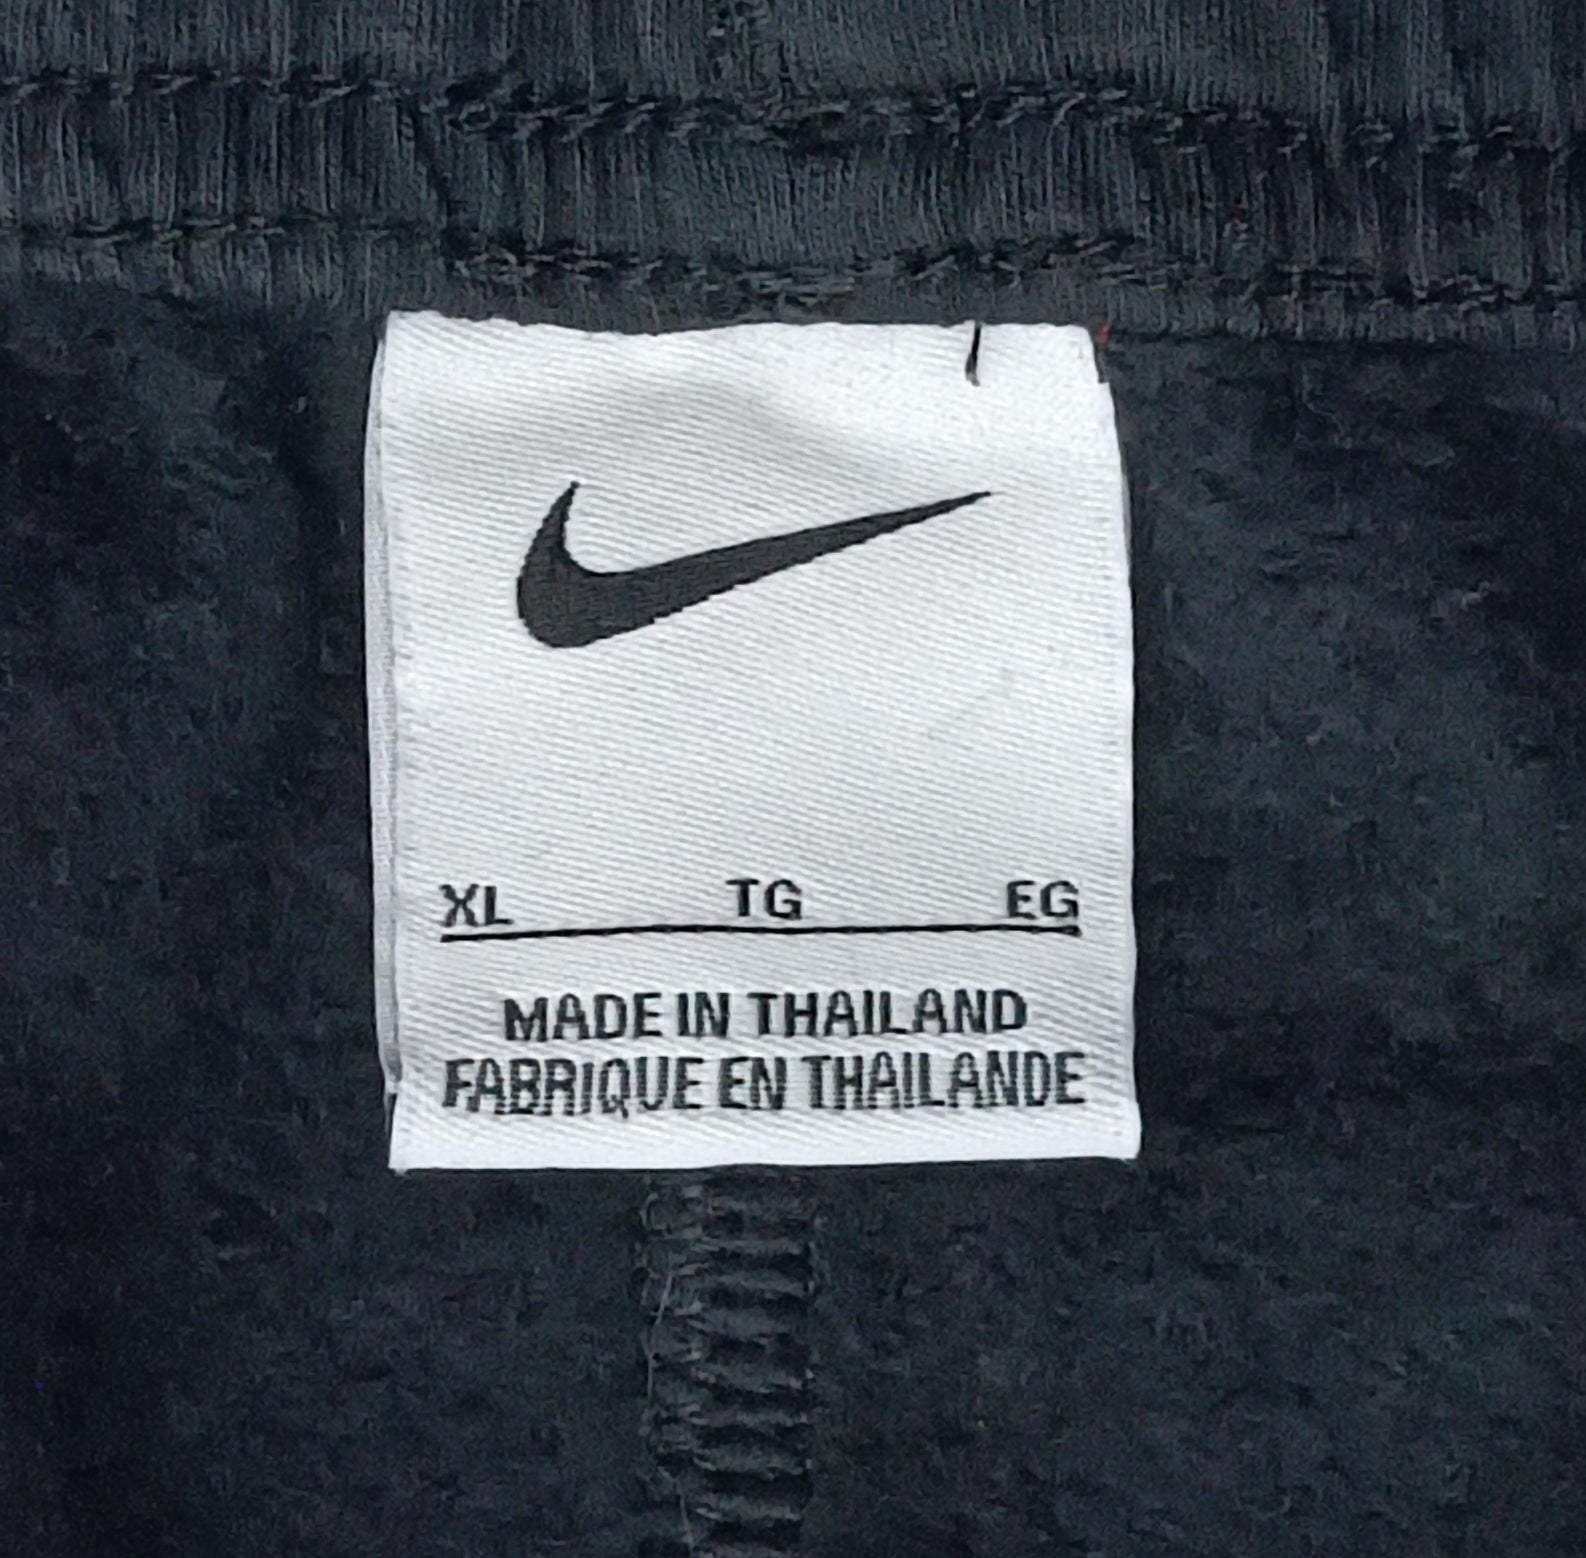 XL TG EG
MADE IN THAILAND
FABRIQUE EN THAILANDE